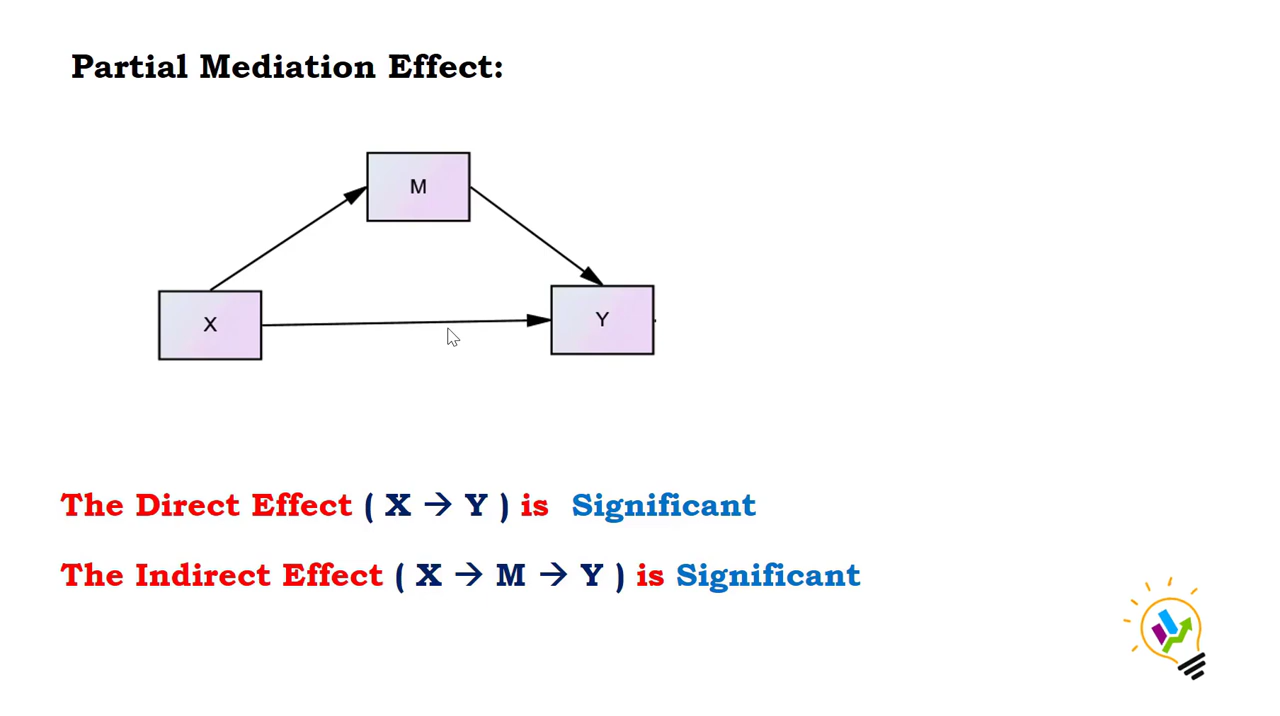 Partial Mediation Effect:
M
X
Y
The Direct Effect ( X → Y ) is Significant
The Indirect Effect ( X → M → Y ) is Significant